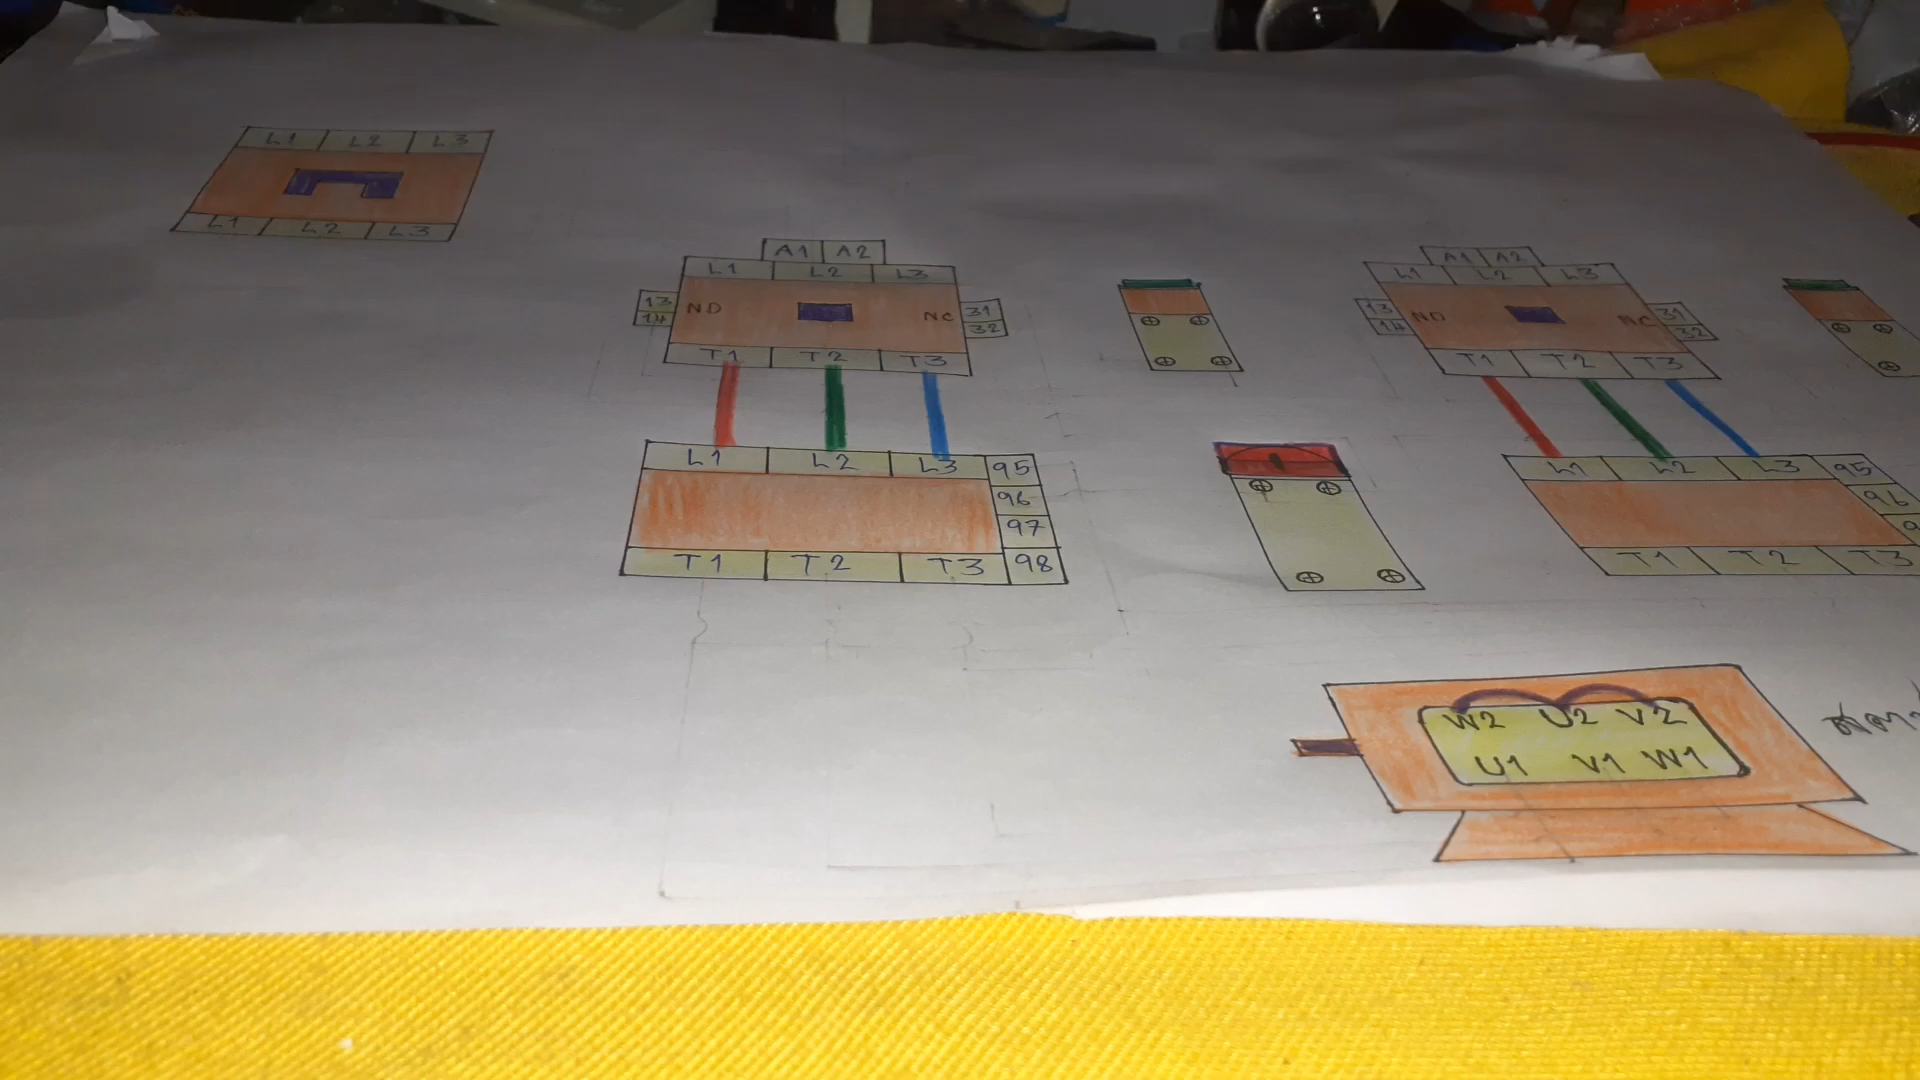 L1 L2 L3
L1 L2 L3
A1 A2
L1 L2 L3
13 NO NC 31
14 32
T1 T2 T3
L1 L2 L3 95
96
97
T1 T2 T3 98
A1 A2
L1 L2 L3
13 NO NC 31
14 32
T1 T2 T3
L1 L2 L3 95
96
T1 T2 T3
W2 U2 V2
U1 V1 W1